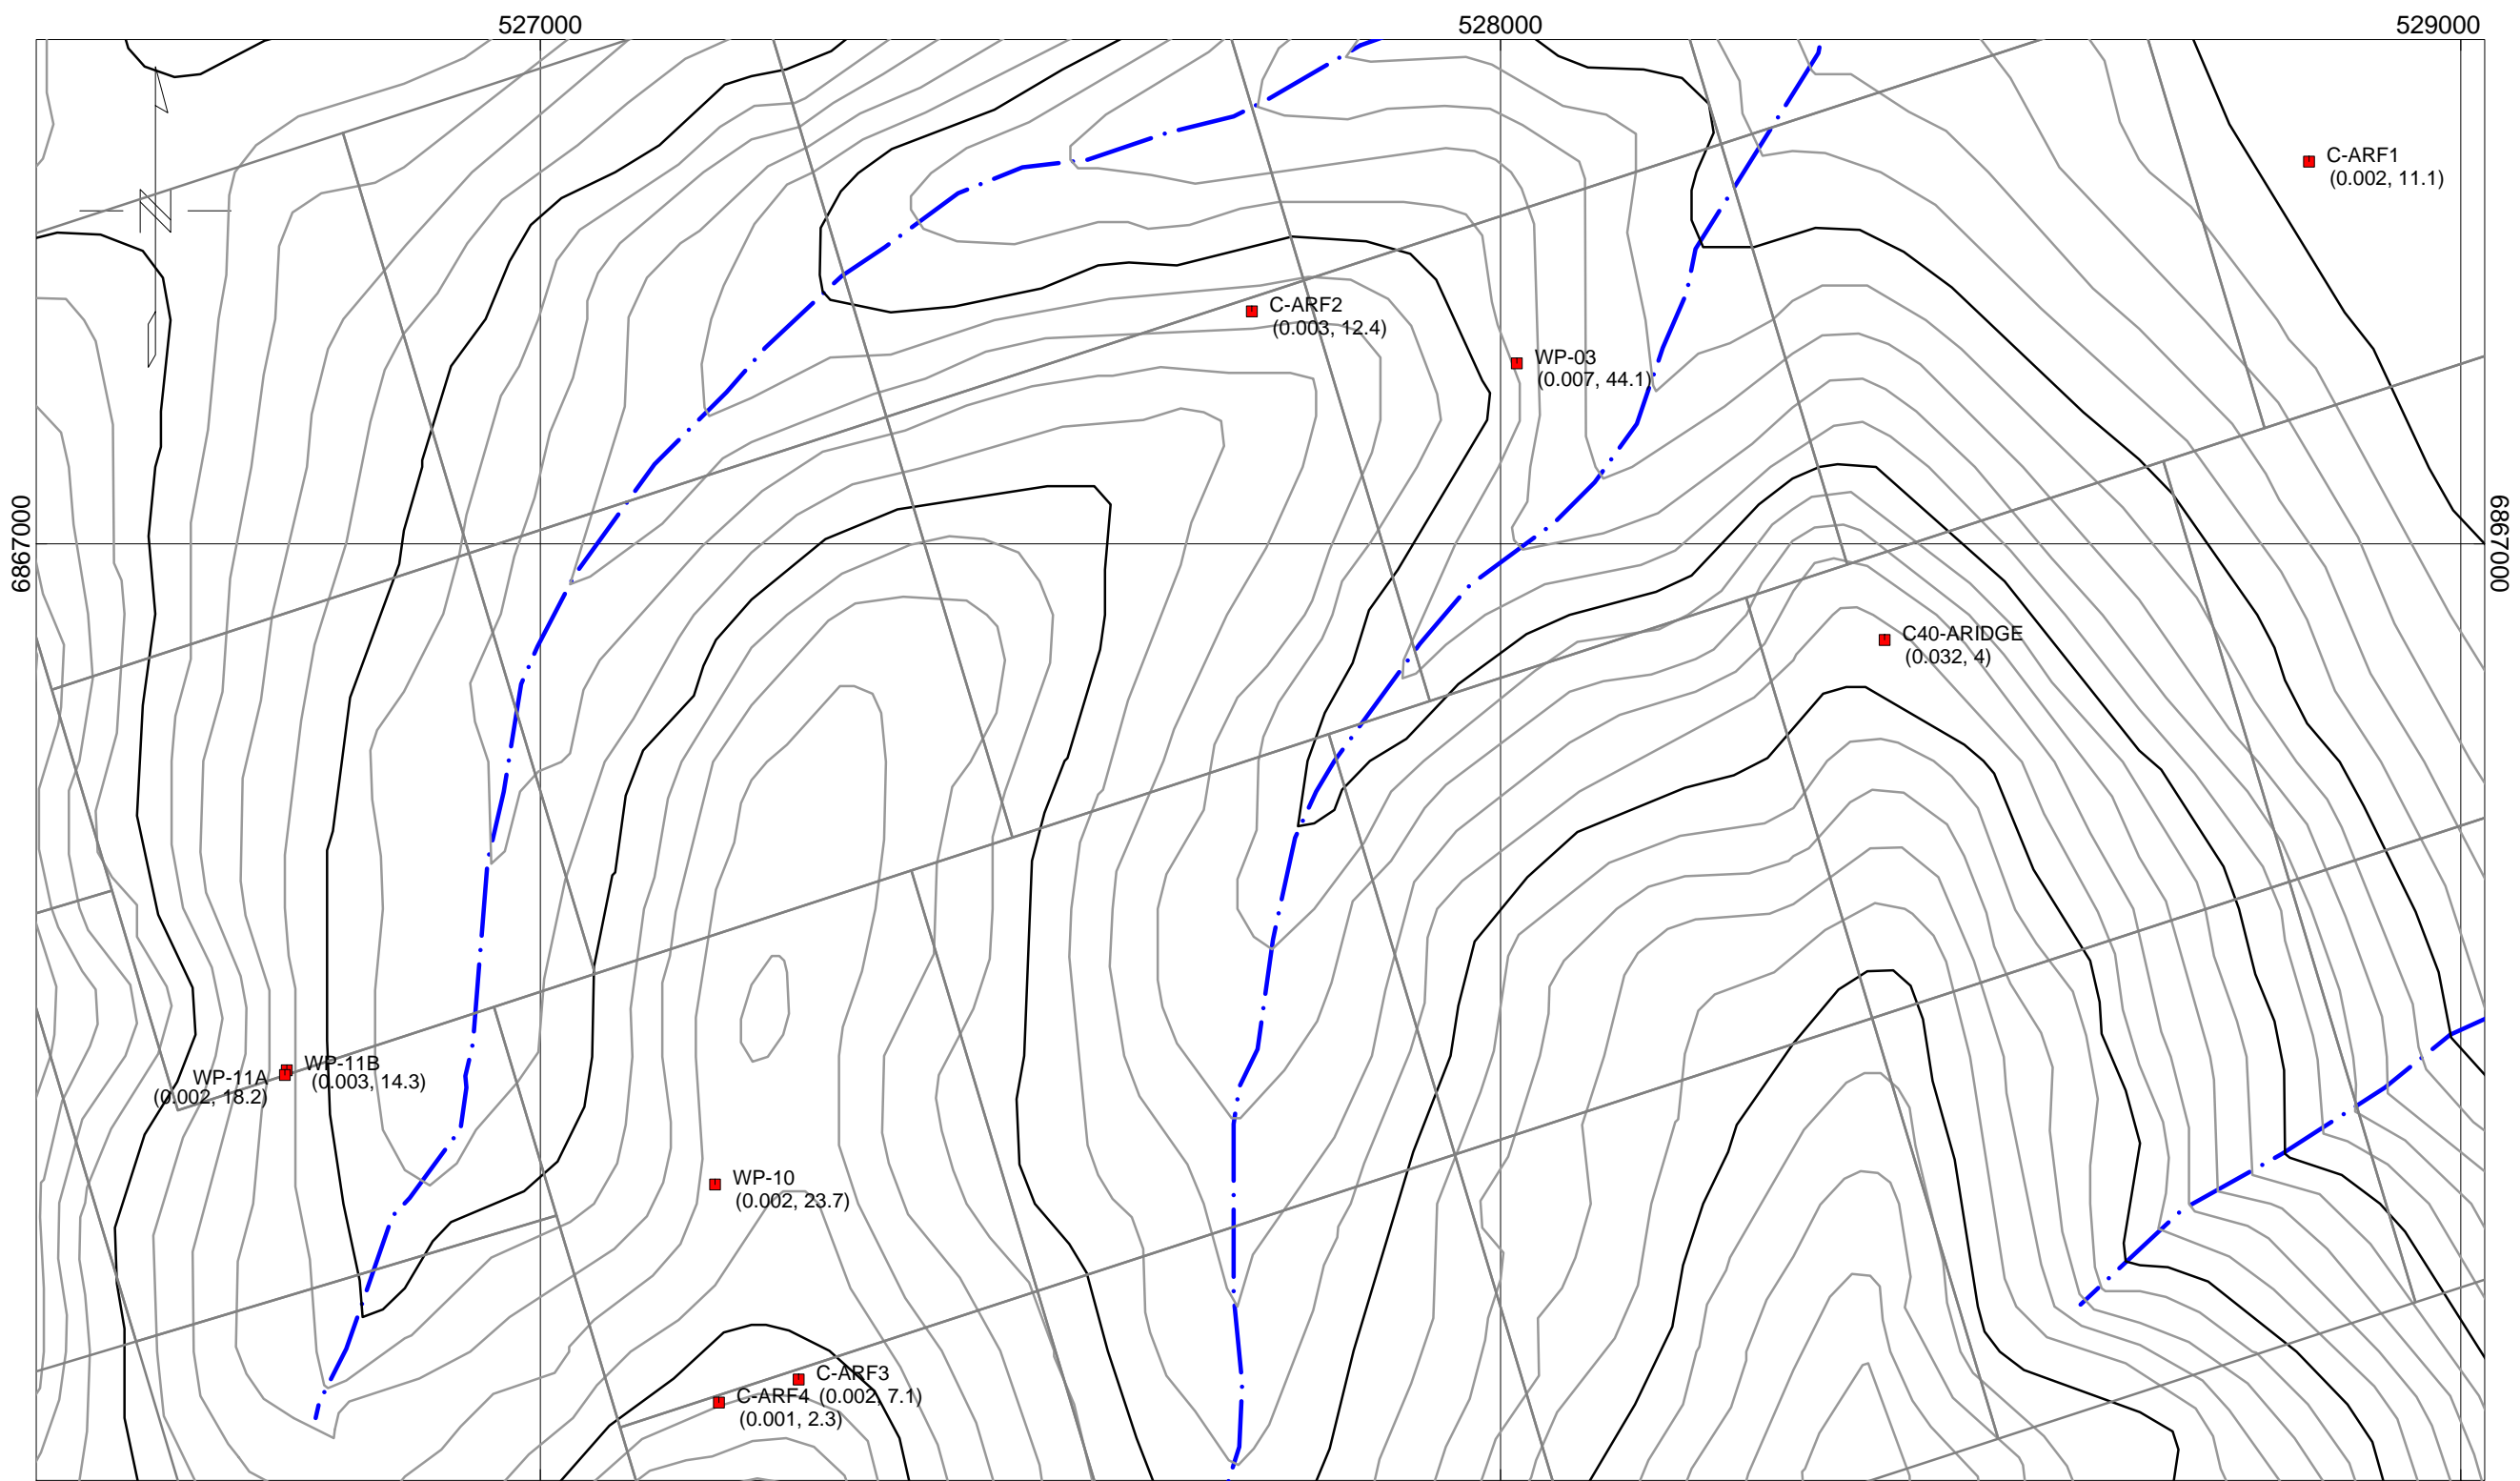 527000
528000
529000
N
C-ARF1
(0.002, 11.1)
C-ARF2
(0.003, 12.4)
WP-03
(0.007, 44.1)
6867000
6867000
C40-ARIDGE
(0.032, 4)
WP-11B
(0.003, 14.3)
WP-11A
(0.002, 18.2)
WP-10
(0.002, 23.7)
C-ARF3
(0.002, 7.1)
C-ARF4
(0.001, 2.3)